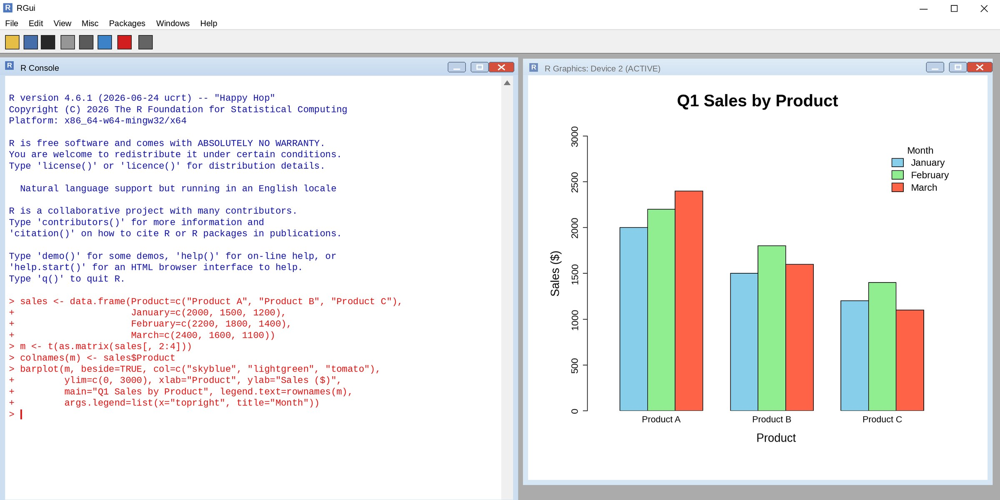 R RGui
File Edit View Misc Packages Windows Help
R R Console
R version 4.6.1 (2026-06-24 ucrt) -- "Happy Hop"
Copyright (C) 2026 The R Foundation for Statistical Computing
Platform: x86_64-w64-mingw32/x64
R is free software and comes with ABSOLUTELY NO WARRANTY.
You are welcome to redistribute it under certain conditions.
Type 'license()' or 'licence()' for distribution details.
  Natural language support but running in an English locale
R is a collaborative project with many contributors.
Type 'contributors()' for more information and
'citation()' on how to cite R or R packages in publications.
Type 'demo()' for some demos, 'help()' for on-line help, or
'help.start()' for an HTML browser interface to help.
Type 'q()' to quit R.
> sales <- data.frame(Product=c("Product A", "Product B", "Product C"),
+                     January=c(2000, 1500, 1200),
+                     February=c(2200, 1800, 1400),
+                     March=c(2400, 1600, 1100))
> m <- t(as.matrix(sales[, 2:4]))
> colnames(m) <- sales$Product
> barplot(m, beside=TRUE, col=c("skyblue", "lightgreen", "tomato"),
+         ylim=c(0, 3000), xlab="Product", ylab="Sales ($)",
+         main="Q1 Sales by Product", legend.text=rownames(m),
+         args.legend=list(x="topright", title="Month"))
>
R R Graphics: Device 2 (ACTIVE)
Q1 Sales by Product
Sales ($)
3000
2500
2000
1500
1000
500
0
Month
January
February
March
Product A Product B Product C
Product